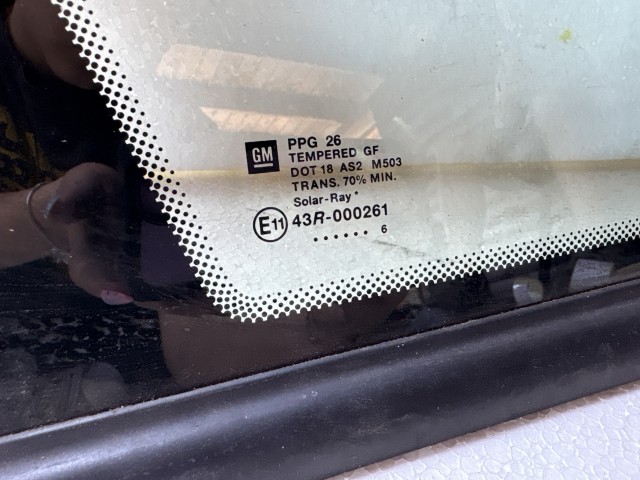 GM
PPG 26
TEMPERED GF
DOT 18 AS2 M503
TRANS. 70% MIN.
Solar-Ray
E11 43R-000261
...... 6